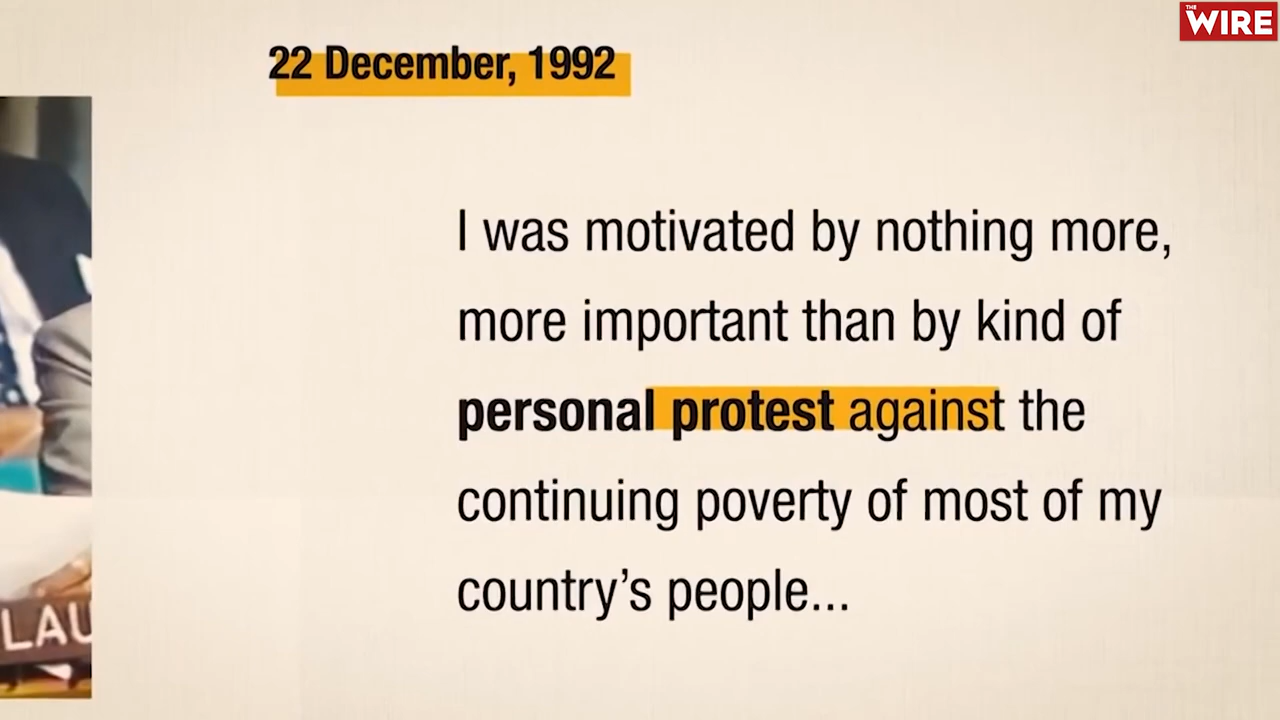 THE
WIRE
22 December, 1992
I was motivated by nothing more,
more important than by kind of
personal protest against the
continuing poverty of most of my
country’s people...
LAU